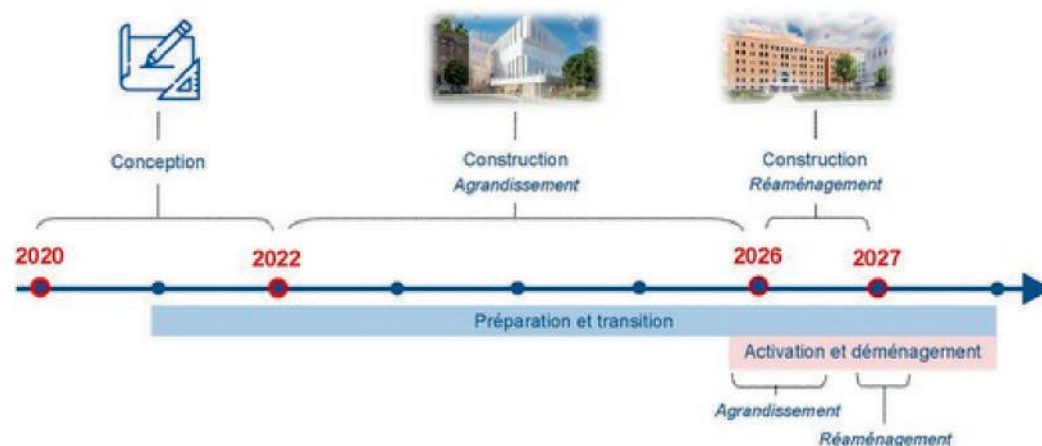 Conception
Construction
Agrandissement
Construction
Réaménagement
2020
2022
2026
2027
Préparation et transition
Activation et déménagement
Agrandissement
Réaménagement